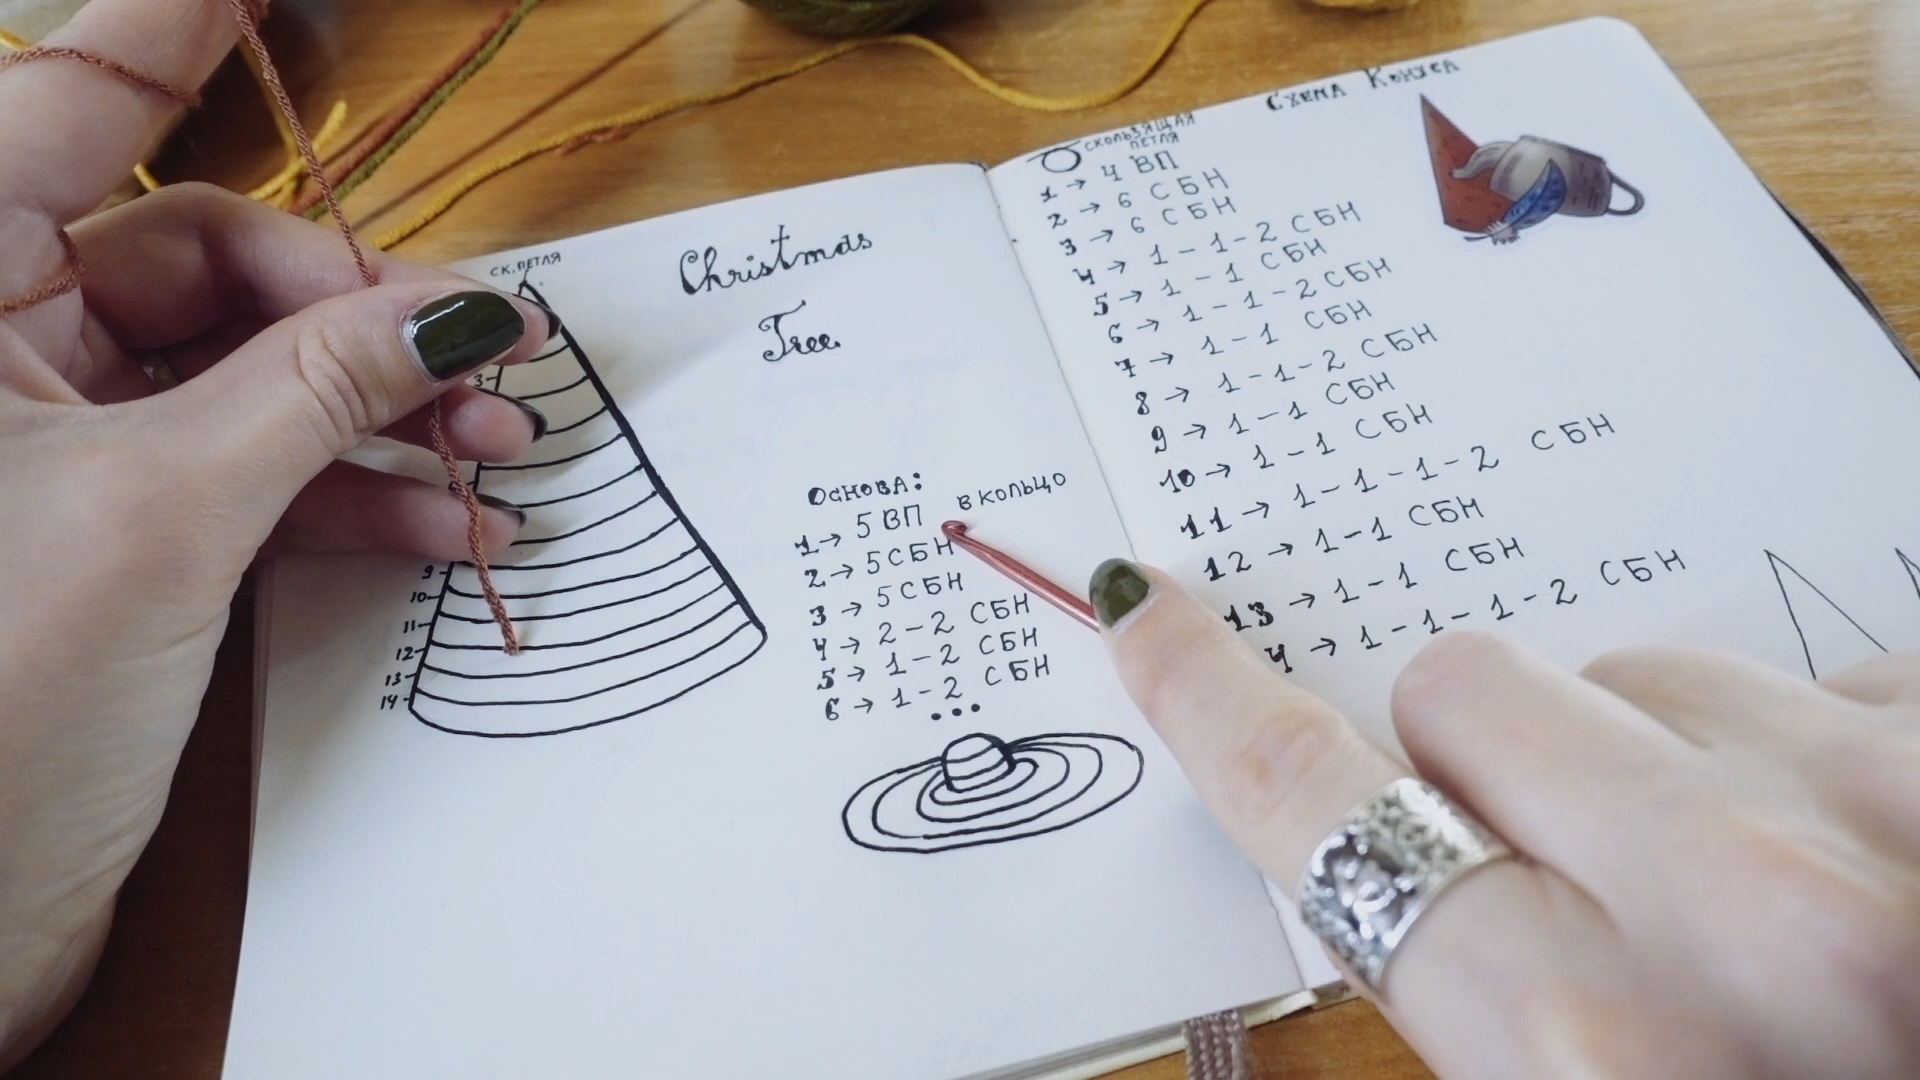 СК.ПЕТЛЯ
Christmas
Tree
3
9
10
11
12
13
14
ОСНОВА:
1→ 5 ВП В КОЛЬЦО
2→ 5 СБН
3→ 5 СБН
4→ 2-2 СБН
5→ 1-2 СБН
6→ 1-2 СБН
...
СХЕМА КОНУСА
СКОЛЬЗЯЩАЯ
ПЕТЛЯ
1→ 4 ВП
2→ 6 СБН
3→ 6 СБН
4→ 1-1-2 СБН
5→ 1-1 СБН
6→ 1-1-2 СБН
7→ 1-1 СБН
8→ 1-1-2 СБН
9→ 1-1 СБН
10→ 1-1 СБН
11→ 1-1-1-2 СБН
12→ 1-1 СБН
13→ 1-1 СБН
4→ 1-1-1-2 СБН